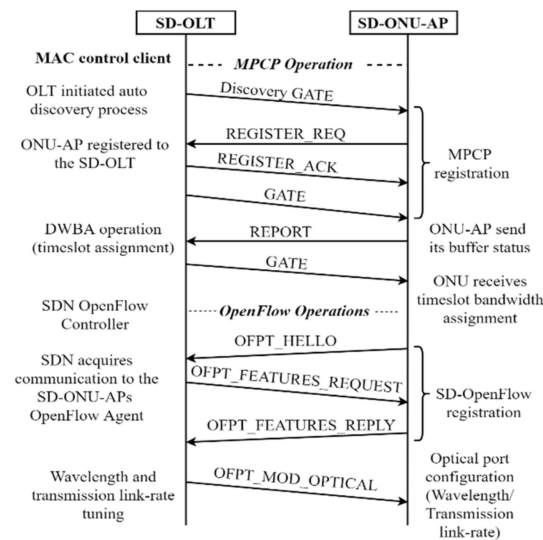 SD-OLT
SD-ONU-AP
MAC control client
MPCP Operation
OLT initiated auto
discovery process
Discovery GATE
ONU-AP registered to
the SD-OLT
REGISTER_REQ
REGISTER_ACK
GATE
MPCP
registration
DWBA operation
(timeslot assignment)
REPORT
ONU-AP send
its buffer status
GATE
ONU receives
timeslot bandwidth
assignment
SDN OpenFlow
Controller
OpenFlow Operations
OFPT_HELLO
SDN acquires
communication to the
SD-ONU-APs
OpenFlow Agent
OFPT_FEATURES_REQUEST
OFPT_FEATURES_REPLY
SD-OpenFlow
registration
Wavelength and
transmission link-rate
tuning
OFPT_MOD_OPTICAL
Optical port
configuration
(Wavelength/
Transmission
link-rate)